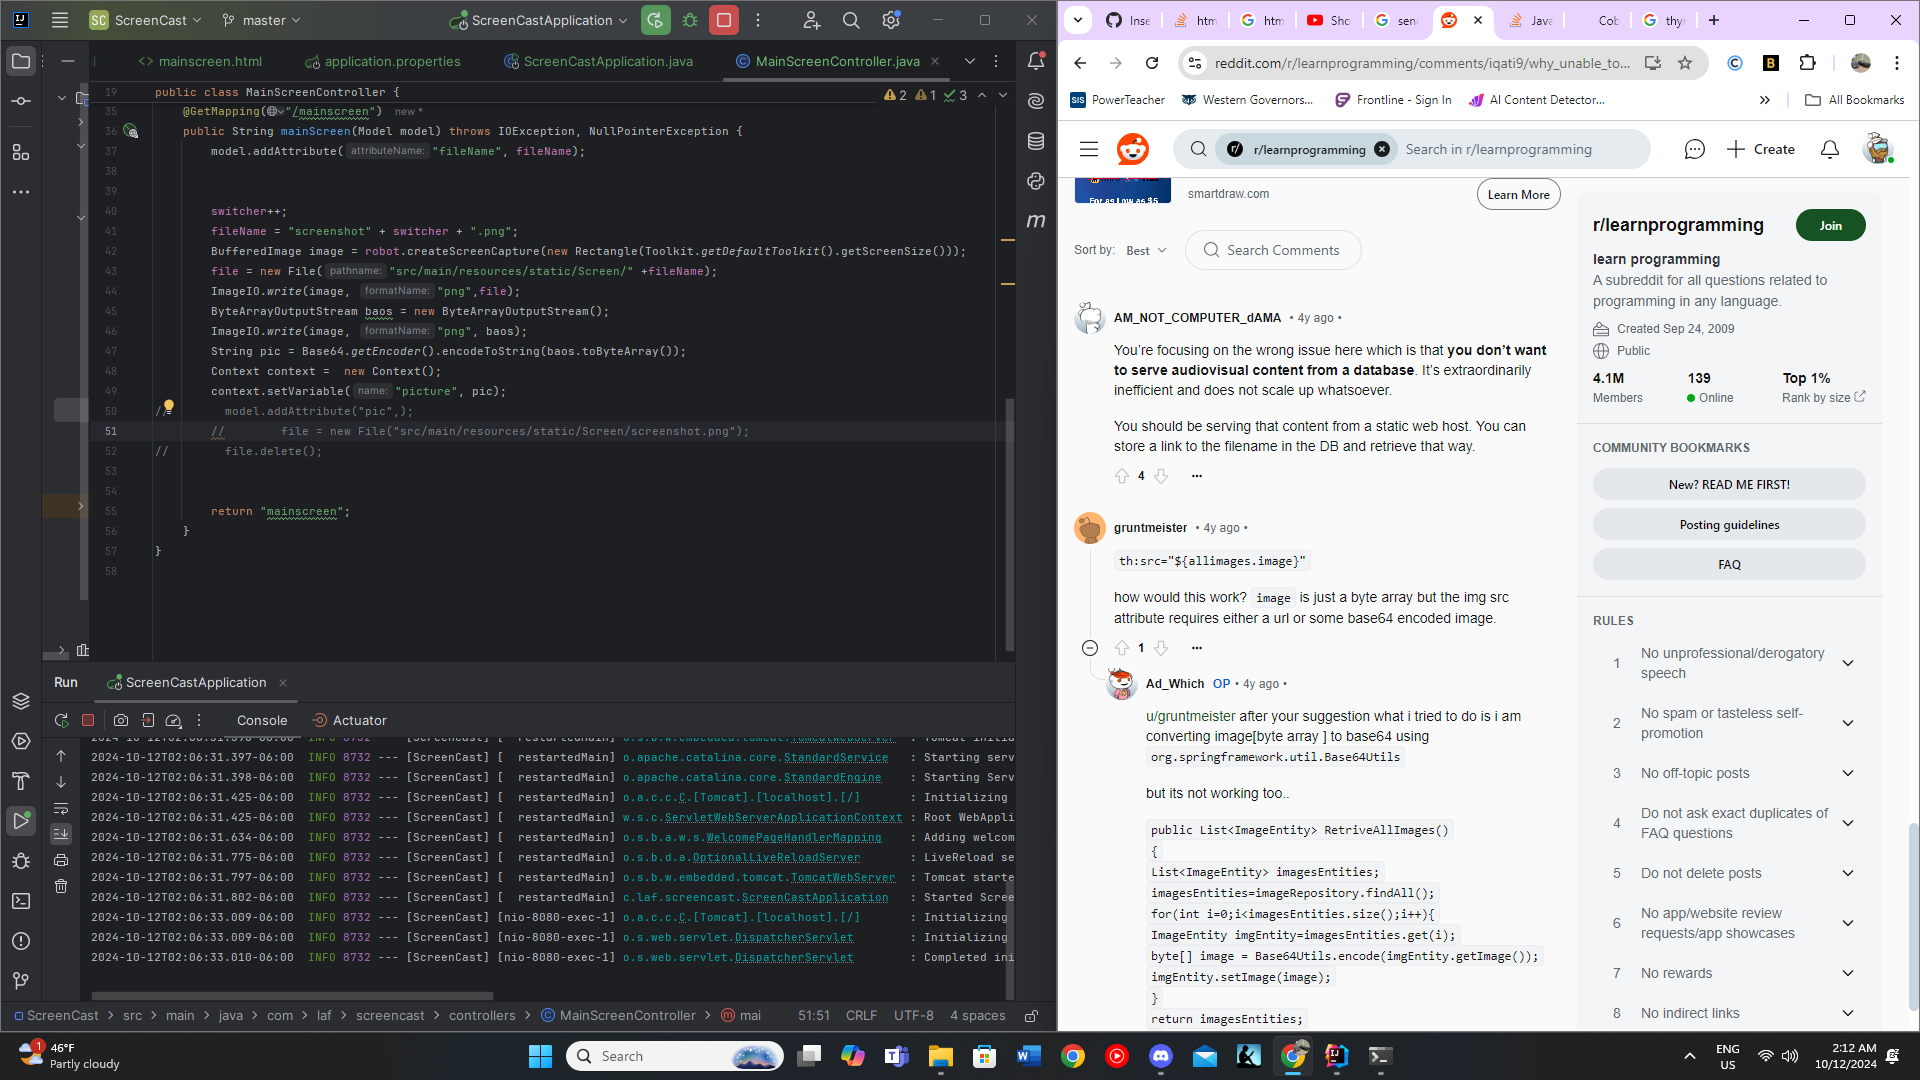 SC ScreenCast
master
ScreenCastApplication
mainscreen.html
application.properties
ScreenCastApplication.java
MainScreenController.java
19 public class MainScreenController {
2 1 3
35 @GetMapping("/mainscreen") new *
36 public String mainScreen(Model model) throws IOException, NullPointerException {
37 model.addAttribute( attributeName: "fileName", fileName);
38
39
40 switcher++;
41 fileName = "screenshot" + switcher + ".png";
42 BufferedImage image = robot.createScreenCapture(new Rectangle(Toolkit.getDefaultToolkit().getScreenSize()));
43 file = new File( pathname: "src/main/resources/static/Screen/" +fileName);
44 ImageIO.write(image, formatName: "png",file);
45 ByteArrayOutputStream baos = new ByteArrayOutputStream();
46 ImageIO.write(image, formatName: "png", baos);
47 String pic = Base64.getEncoder().encodeToString(baos.toByteArray());
48 Context context = new Context();
49 context.setVariable( name: "picture", pic);
50 // model.addAttribute("pic",);
51 // file = new File("src/main/resources/static/Screen/screenshot.png");
52 // file.delete();
53
54
55 return "mainscreen";
56 }
57 }
58
Run ScreenCastApplication
Console Actuator
2024-10-12T02:06:31.397-06:00 INFO 8732 --- [ScreenCast] [ restartedMain] o.apache.catalina.core.StandardService : Starting serv
2024-10-12T02:06:31.398-06:00 INFO 8732 --- [ScreenCast] [ restartedMain] o.apache.catalina.core.StandardEngine : Starting Serv
2024-10-12T02:06:31.425-06:00 INFO 8732 --- [ScreenCast] [ restartedMain] o.a.c.c.C.[Tomcat].[localhost].[/] : Initializing
2024-10-12T02:06:31.425-06:00 INFO 8732 --- [ScreenCast] [ restartedMain] w.s.c.ServletWebServerApplicationContext : Root WebAppli
2024-10-12T02:06:31.634-06:00 INFO 8732 --- [ScreenCast] [ restartedMain] o.s.b.a.w.s.WelcomePageHandlerMapping : Adding welcom
2024-10-12T02:06:31.775-06:00 INFO 8732 --- [ScreenCast] [ restartedMain] o.s.b.d.a.OptionalLiveReloadServer : LiveReload se
2024-10-12T02:06:31.797-06:00 INFO 8732 --- [ScreenCast] [ restartedMain] o.s.b.w.embedded.tomcat.TomcatWebServer : Tomcat starte
2024-10-12T02:06:31.802-06:00 INFO 8732 --- [ScreenCast] [ restartedMain] c.laf.screencast.ScreenCastApplication : Started Scree
2024-10-12T02:06:33.009-06:00 INFO 8732 --- [ScreenCast] [nio-8080-exec-1] o.a.c.c.C.[Tomcat].[localhost].[/] : Initializing
2024-10-12T02:06:33.009-06:00 INFO 8732 --- [ScreenCast] [nio-8080-exec-1] o.s.web.servlet.DispatcherServlet : Initializing
2024-10-12T02:06:33.010-06:00 INFO 8732 --- [ScreenCast] [nio-8080-exec-1] o.s.web.servlet.DispatcherServlet : Completed ini
ScreenCast > src > main > java > com > laf > screencast > controllers > MainScreenController > mai 51:51 CRLF UTF-8 4 spaces
Inse
htm
htm
Sho
sen
Java
Cob
thyr
reddit.com/r/learnprogramming/comments/iqati9/why_unable_to...
SIS PowerTeacher
Western Governors...
Frontline - Sign In
AI Content Detector...
All Bookmarks
r/learnprogramming
Search in r/learnprogramming
Create
For as Low as $5
smartdraw.com
Learn More
Sort by: Best
Search Comments
AM_NOT_COMPUTER_dAMA • 4y ago •
You're focusing on the wrong issue here which is that you don't want
to serve audiovisual content from a database. It's extraordinarily
inefficient and does not scale up whatsoever.
You should be serving that content from a static web host. You can
store a link to the filename in the DB and retrieve that way.
4
gruntmeister • 4y ago •
th:src="${allimages.image}"
how would this work? image is just a byte array but the img src
attribute requires either a url or some base64 encoded image.
1
Ad_Which OP • 4y ago •
u/gruntmeister after your suggestion what i tried to do is i am
converting image[byte array ] to base64 using
org.springframework.util.Base64Utils
but its not working too..
public List<ImageEntity> RetriveAllImages()
{
List<ImageEntity> imagesEntities;
imagesEntities=imageRepository.findAll();
for(int i=0;i<imagesEntities.size();i++){
ImageEntity imgEntity=imagesEntities.get(i);
byte[] image = Base64Utils.encode(imgEntity.getImage());
imgEntity.setImage(image);
}
return imagesEntities;
r/learnprogramming
Join
learn programming
A subreddit for all questions related to
programming in any language.
Created Sep 24, 2009
Public
4.1M 139 Top 1%
Members Online Rank by size
COMMUNITY BOOKMARKS
New? READ ME FIRST!
Posting guidelines
FAQ
RULES
1 No unprofessional/derogatory
speech
2 No spam or tasteless self-
promotion
3 No off-topic posts
4 Do not ask exact duplicates of
FAQ questions
5 Do not delete posts
6 No app/website review
requests/app showcases
7 No rewards
8 No indirect links
1
46°F
Partly cloudy
Search
ENG
US
2:12 AM
10/12/2024